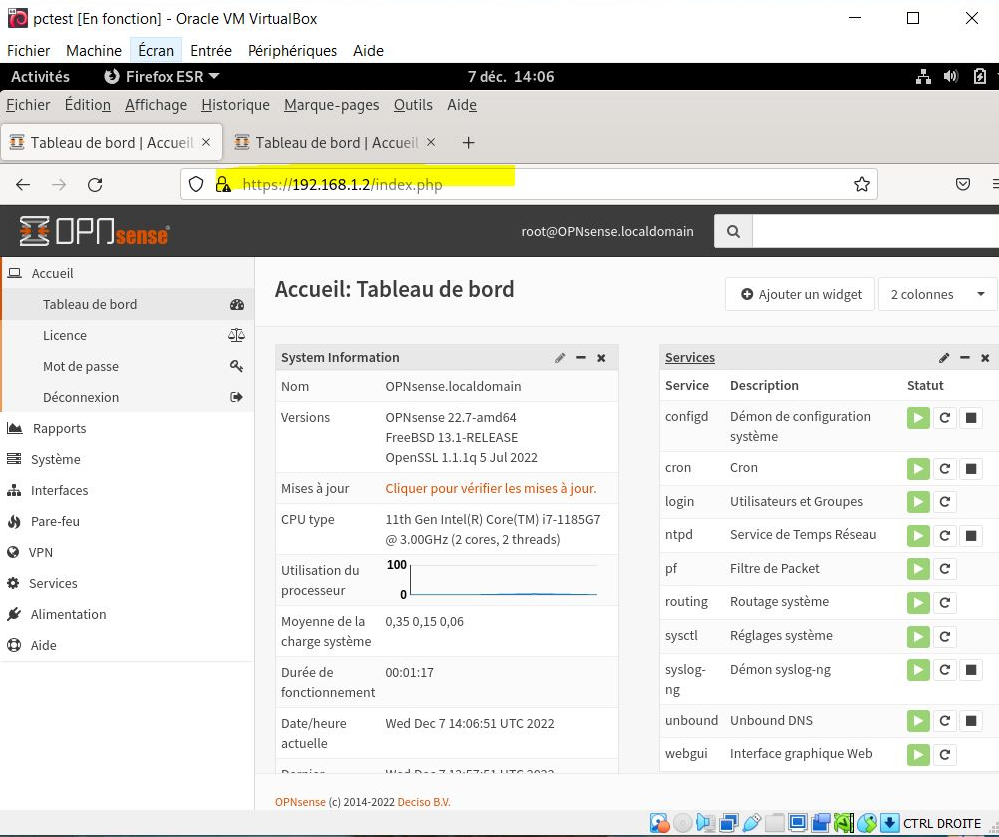 pctest [En fonction] - Oracle VM VirtualBox
Fichier Machine Écran Entrée Périphériques Aide
Activités Firefox ESR 7 déc. 14:06
Fichier Édition Affichage Historique Marque-pages Outils Aide
Tableau de bord | Accueil Tableau de bord | Accueil
https://192.168.1.2/index.php
OPNsense root@OPNsense.localdomain
Accueil
Tableau de bord
Licence
Mot de passe
Déconnexion
Rapports
Système
Interfaces
Pare-feu
VPN
Services
Alimentation
Aide
Accueil: Tableau de bord
Ajouter un widget 2 colonnes
System Information
Nom OPNsense.localdomain
Versions OPNsense 22.7-amd64
FreeBSD 13.1-RELEASE
OpenSSL 1.1.1q 5 Jul 2022
Mises à jour Cliquer pour vérifier les mises à jour.
CPU type 11th Gen Intel(R) Core(TM) i7-1185G7
@ 3.00GHz (2 cores, 2 threads)
Utilisation du 100
processeur 0
Moyenne de la 0,35 0,15 0,06
charge système
Durée de 00:01:17
fonctionnement
Date/heure Wed Dec 7 14:06:51 UTC 2022
actuelle
Services
Service Description Statut
configd Démon de configuration
système
cron Cron
login Utilisateurs et Groupes
ntpd Service de Temps Réseau
pf Filtre de Packet
routing Routage système
sysctl Réglages système
syslog- Démon syslog-ng
ng
unbound Unbound DNS
webgui Interface graphique Web
OPNsense (c) 2014-2022 Deciso B.V.
CTRL DROITE